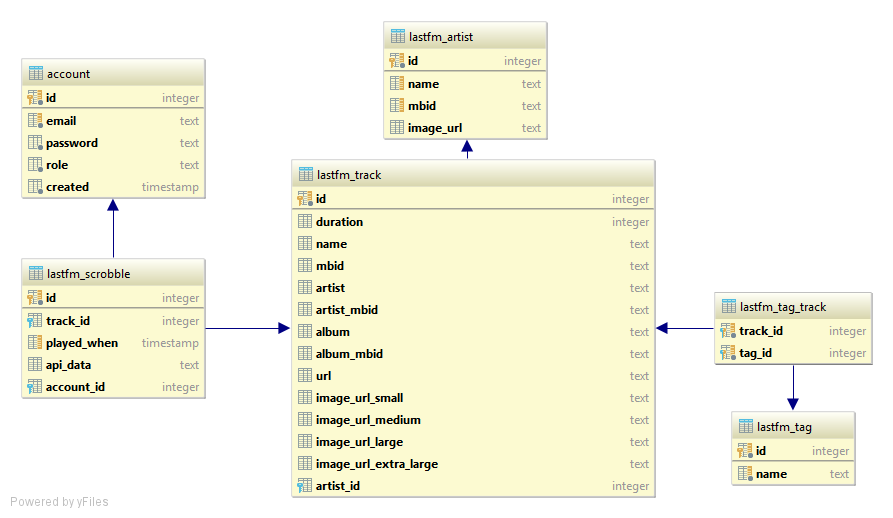 lastfm_artist
id integer
name text
mbid text
image_url text
account
id integer
email text
password text
role text
created timestamp
lastfm_track
id integer
duration integer
name text
mbid text
artist text
artist_mbid text
album text
album_mbid text
url text
image_url_small text
image_url_medium text
image_url_large text
image_url_extra_large text
artist_id integer
lastfm_scrobble
id integer
track_id integer
played_when timestamp
api_data text
account_id integer
lastfm_tag_track
track_id integer
tag_id integer
lastfm_tag
id integer
name text
Powered by yFiles